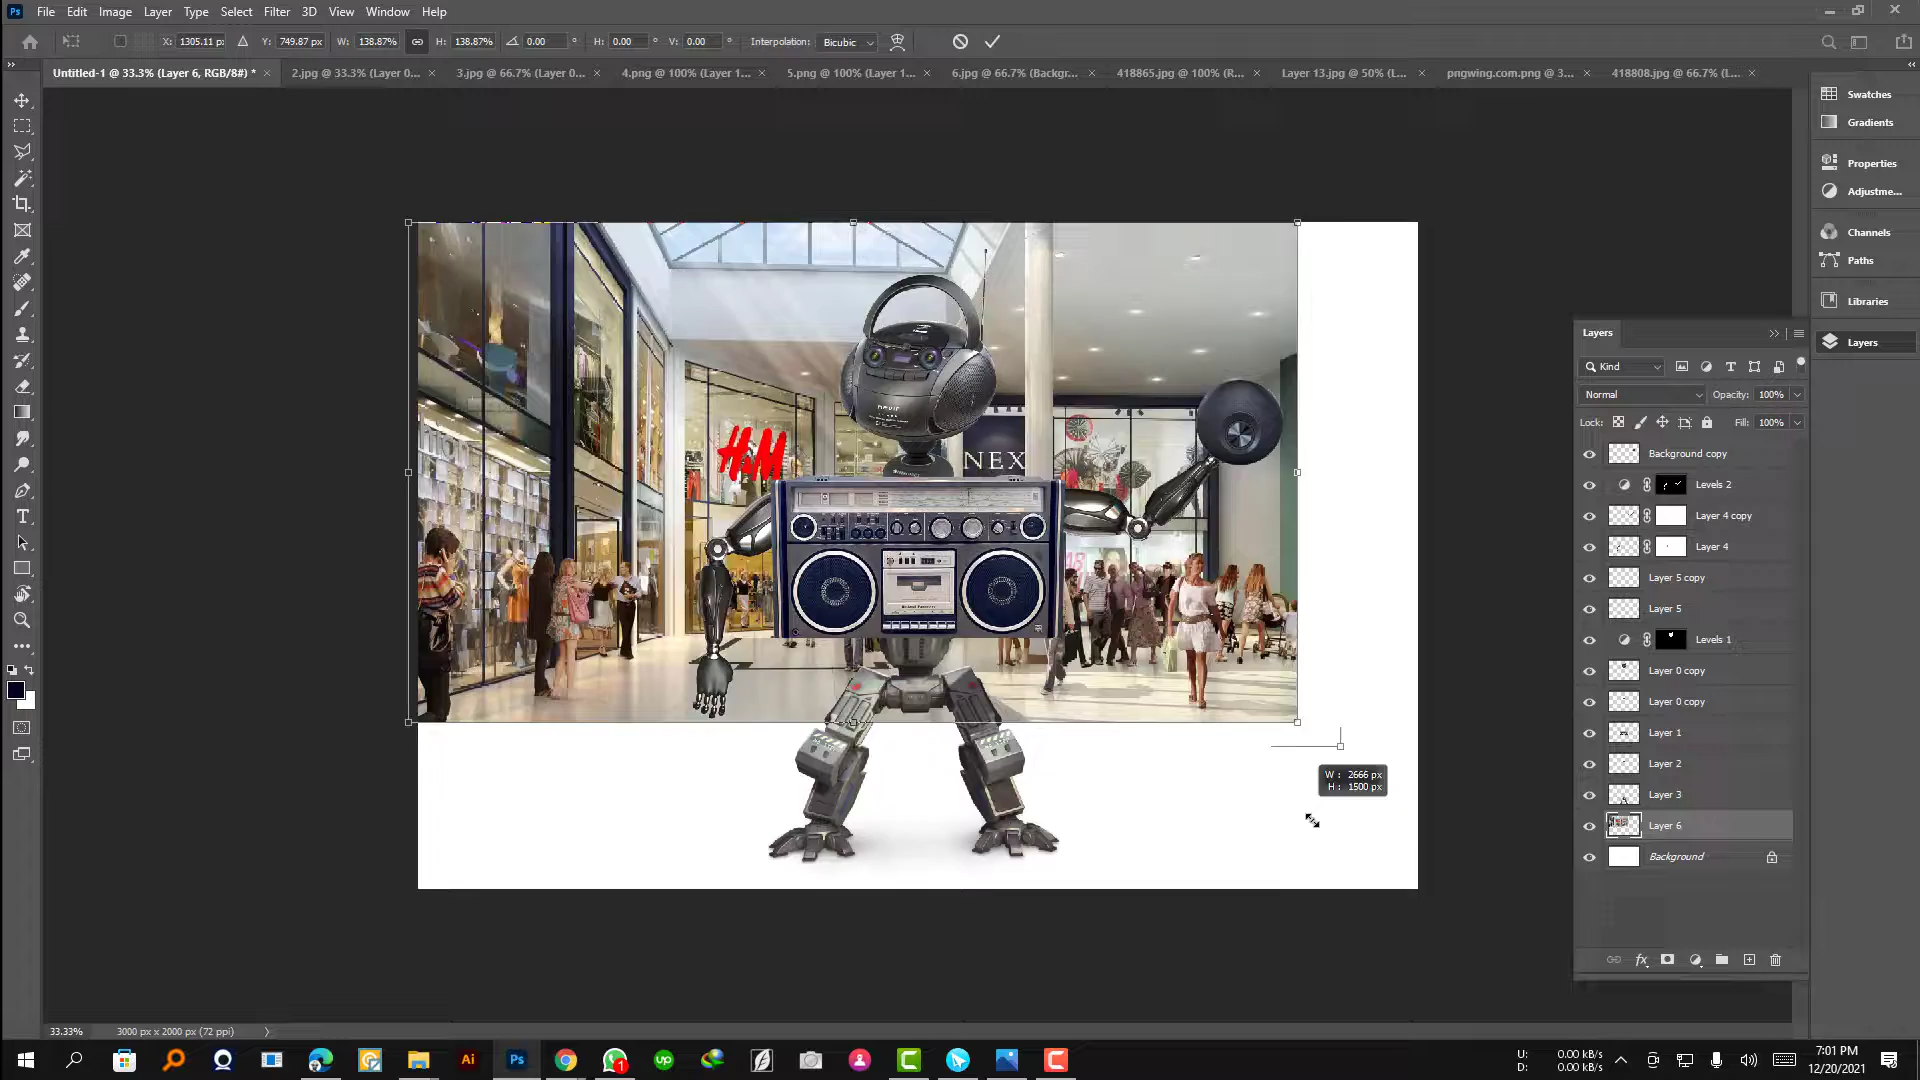 File Edit Image Layer Type Select Filter 3D View Window Help
X: 1305.11 p: Y: 749.87 px W: 138.87% H: 138.87% 0.00 ° H: 0.00 ° V: 0.00 ° Interpolation: Bicubic
Untitled-1 @ 33.3% (Layer 6, RGB/8#) * × 2.jpg @ 33.3% (Layer 0... × 3.jpg @ 66.7% (Layer 0... × 4.png @ 100% (Layer 1... × 5.png @ 100% (Layer 1... × 6.jpg @ 66.7% (Backgr... × 418865.jpg @ 100% (R... × Layer 13.jpg @ 50% (L... × pngwing.com.png @ 3... × 418808.jpg @ 66.7% (L... ×
Swatches
Gradients
Properties
Adjustme...
Channels
Paths
Libraries
Layers
H&M
NEX
W : 2666 px
H : 1500 px
Layers
Kind
Normal Opacity: 100%
Lock: Fill: 100%
Background copy
Levels 2
Layer 4 copy
Layer 4
Layer 5 copy
Layer 5
Levels 1
Layer 0 copy
Layer 0 copy
Layer 1
Layer 2
Layer 3
Layer 6
Background
33.33% 3000 px x 2000 px (72 ppi)
U: 0.00 kB/s
D: 0.00 kB/s
7:01 PM
12/20/2021